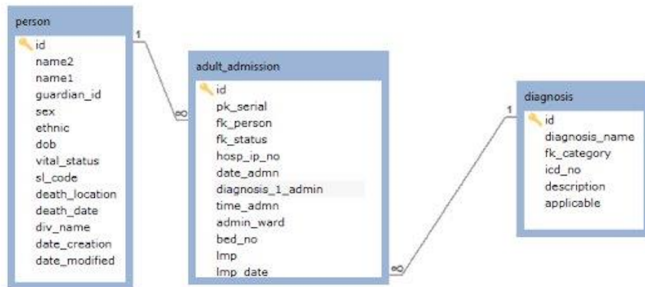 person
id
name2
name1
guardian_id
sex
ethnic
dob
vital_status
sl_code
death_location
death_date
div_name
date_creation
date_modified
1
∞
adult_admission
id
pk_serial
fk_person
fk_status
hosp_ip_no
date_admn
diagnosis_1_admin
time_admn
admin_ward
bed_no
lmp
lmp_date
∞
1
diagnosis
id
diagnosis_name
fk_category
icd_no
description
applicable